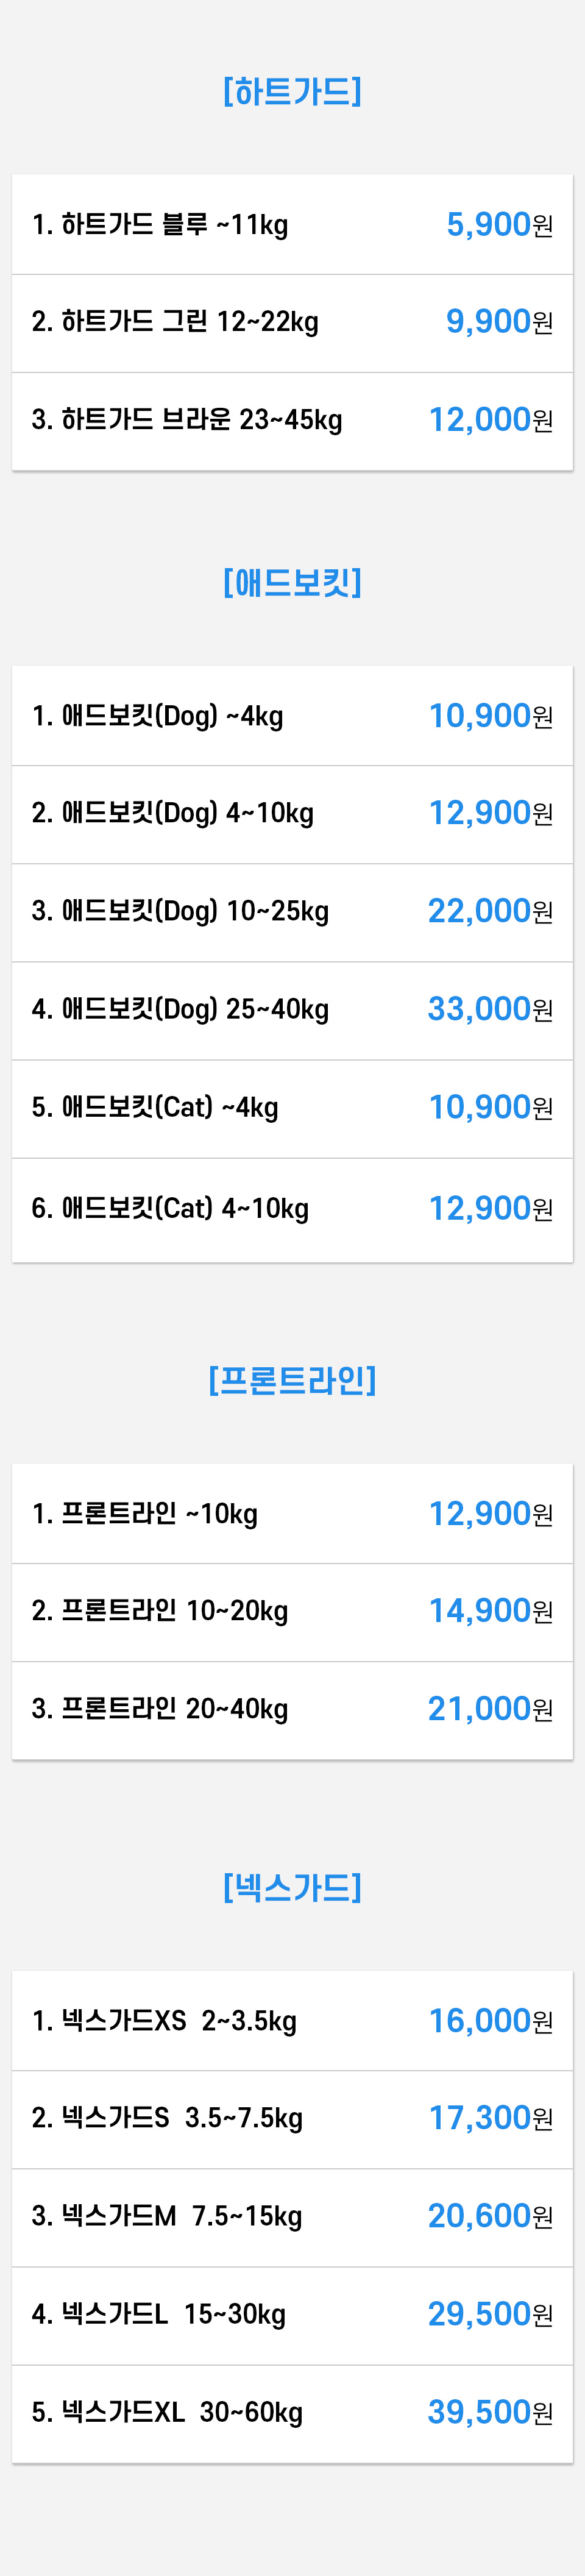 [하트가드]
1. 하트가드 블루 ~11kg 5,900원
2. 하트가드 그린 12~22kg 9,900원
3. 하트가드 브라운 23~45kg 12,000원
[애드보킷]
1. 애드보킷(Dog) ~4kg 10,900원
2. 애드보킷(Dog) 4~10kg 12,900원
3. 애드보킷(Dog) 10~25kg 22,000원
4. 애드보킷(Dog) 25~40kg 33,000원
5. 애드보킷(Cat) ~4kg 10,900원
6. 애드보킷(Cat) 4~10kg 12,900원
[프론트라인]
1. 프론트라인 ~10kg 12,900원
2. 프론트라인 10~20kg 14,900원
3. 프론트라인 20~40kg 21,000원
[넥스가드]
1. 넥스가드XS 2~3.5kg 16,000원
2. 넥스가드S 3.5~7.5kg 17,300원
3. 넥스가드M 7.5~15kg 20,600원
4. 넥스가드L 15~30kg 29,500원
5. 넥스가드XL 30~60kg 39,500원